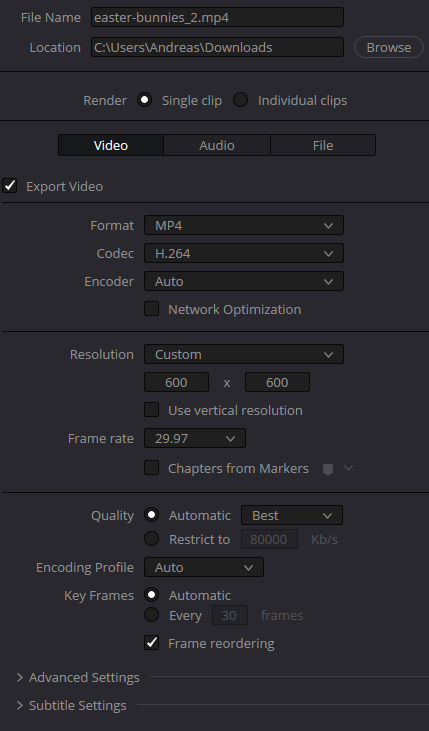 File Name easter-bunnies_2.mp4
Location C:\Users\Andreas\Downloads Browse
Render Single clip Individual clips
Video Audio File
Export Video
Format MP4
Codec H.264
Encoder Auto
Network Optimization
Resolution Custom
600 x 600
Use vertical resolution
Frame rate 29.97
Chapters from Markers
Quality Automatic Best
Restrict to 80000 Kb/s
Encoding Profile Auto
Key Frames Automatic
Every 30 frames
Frame reordering
Advanced Settings
Subtitle Settings